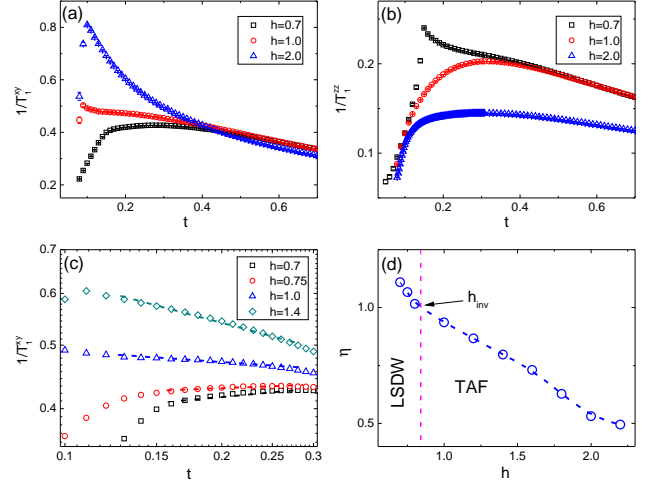 (a)
h=0.7
h=1.0
h=2.0
0.8
0.6
0.4
0.2
1/T₁ˣʸ
0.2
0.4
0.6
t
(b)
h=0.7
h=1.0
h=2.0
0.2
0.1
1/Tᶻᶻ
0.2
0.4
0.6
t
(c)
h=0.7
h=0.75
h=1.0
h=1.4
0.7
0.6
0.5
0.4
1/T₁ˣʸ
0.1
0.15
0.2
0.25
0.3
t
(d)
h_inv
LSDW
TAF
1.0
0.5
η
1.0
1.5
2.0
h